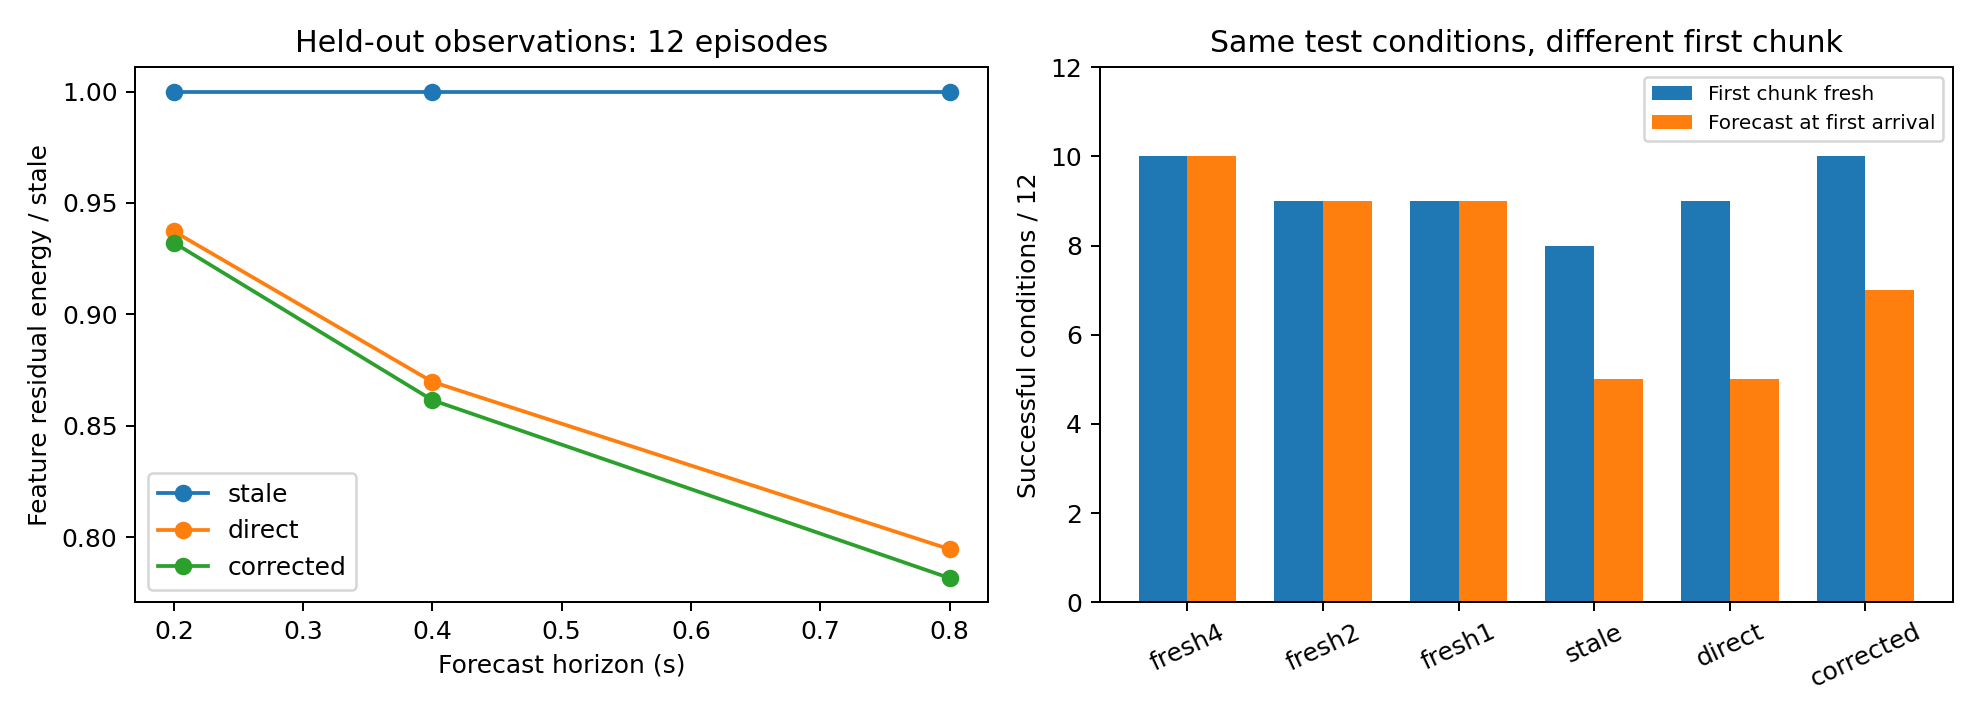 Held-out observations: 12 episodes
Feature residual energy / stale
1.00
0.95
0.90
0.85
0.80
stale
direct
corrected
0.2 0.3 0.4 0.5 0.6 0.7 0.8
Forecast horizon (s)
Same test conditions, different first chunk
Successful conditions / 12
12
10
8
6
4
2
0
First chunk fresh
Forecast at first arrival
fresh4 fresh2 fresh1 stale direct corrected